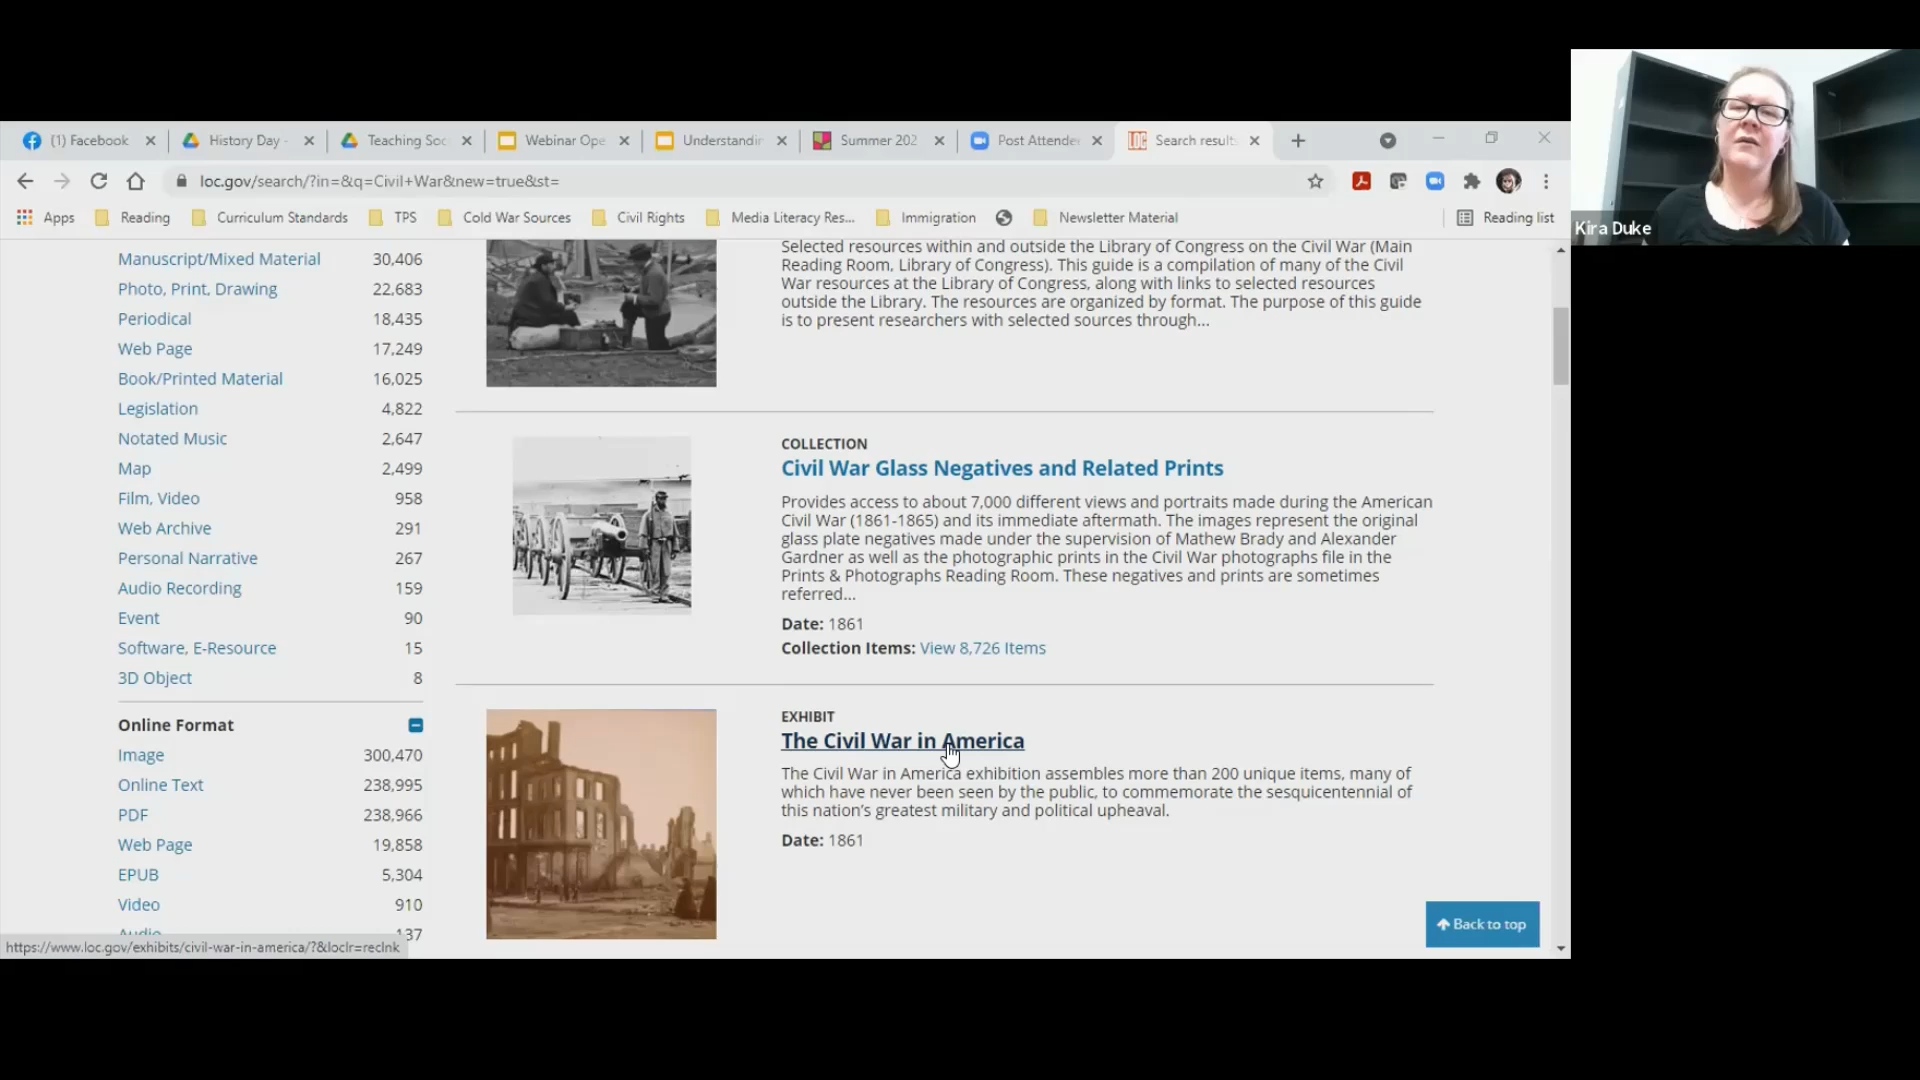 (1) Facebook
History Day -
Teaching Soc
Webinar Ope
Understandin
Summer 202
Post Attende
Search results
loc.gov/search/?in=&q=Civil+War&new=true&st=
Apps
Reading
Curriculum Standards
TPS
Cold War Sources
Civil Rights
Media Literacy Res...
Immigration
Newsletter Material
Reading list
Kira Duke
Manuscript/Mixed Material 30,406
Photo, Print, Drawing 22,683
Periodical 18,435
Web Page 17,249
Book/Printed Material 16,025
Legislation 4,822
Notated Music 2,647
Map 2,499
Film, Video 958
Web Archive 291
Personal Narrative 267
Audio Recording 159
Event 90
Software, E-Resource 15
3D Object 8
Online Format
Image 300,470
Online Text 238,995
PDF 238,966
Web Page 19,858
EPUB 5,304
Video 910
Audio 137
https://www.loc.gov/exhibits/civil-war-in-america/?&loclr=reclnk
Selected resources within and outside the Library of Congress on the Civil War (Main
Reading Room, Library of Congress). This guide is a compilation of many of the Civil
War resources at the Library of Congress, along with links to selected resources
outside the Library. The resources are organized by format. The purpose of this guide
is to present researchers with selected sources through...
COLLECTION
Civil War Glass Negatives and Related Prints
Provides access to about 7,000 different views and portraits made during the American
Civil War (1861-1865) and its immediate aftermath. The images represent the original
glass plate negatives made under the supervision of Mathew Brady and Alexander
Gardner as well as the photographic prints in the Civil War photographs file in the
Prints & Photographs Reading Room. These negatives and prints are sometimes
referred...
Date: 1861
Collection Items: View 8,726 Items
EXHIBIT
The Civil War in America
The Civil War in America exhibition assembles more than 200 unique items, many of
which have never been seen by the public, to commemorate the sesquicentennial of
this nation's greatest military and political upheaval.
Date: 1861
Back to top